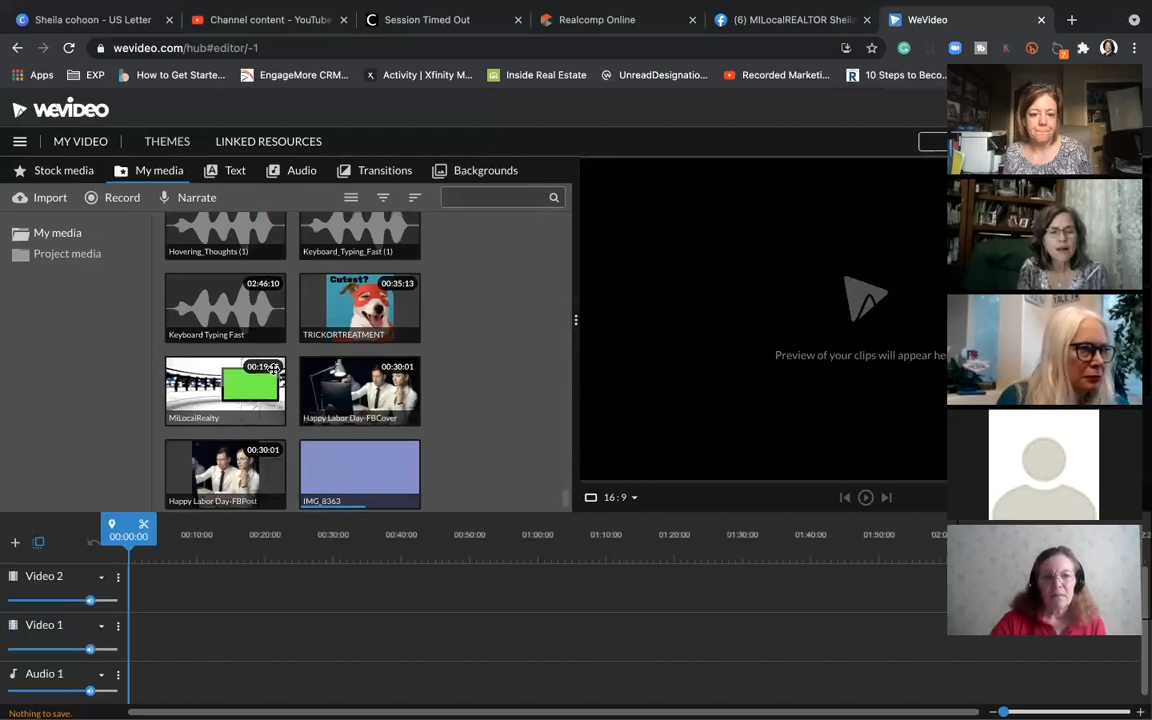 Sheila cohoon - US Letter
Channel content - YouTube
Session Timed Out
Realcomp Online
(6) MILocalREALTOR Sheila
WeVideo
wevideo.com/hub#editor/-1
7
Apps
EXP
How to Get Starte...
EngageMore CRM...
Activity | Xfinity M...
Inside Real Estate
UnreadDesignatio...
Recorded Marketi...
10 Steps to Beco...
WEVIDEO
MY VIDEO
THEMES
LINKED RESOURCES
Stock media
My media
Text
Audio
Transitions
Backgrounds
Import
Record
Narrate
My media
Project media
Hovering_Thoughts (1)
Keyboard_Typing_Fast (1)
02:46:10
Keyboard Typing Fast
Cutest?
00:35:13
TRICKORTREATMENT
MiLocalRealty
00:30:01
Happy Labor Day-FBCover
00:30:01
Happy Labor Day-FBPost
IMG_8363
Preview of your clips will appear he
16:9
00:00:00
00:10:00
00:20:00
00:30:00
00:40:00
00:50:00
01:00:00
01:10:00
01:20:00
01:30:00
01:40:00
01:50:00
Video 2
Video 1
Audio 1
Nothing to save.